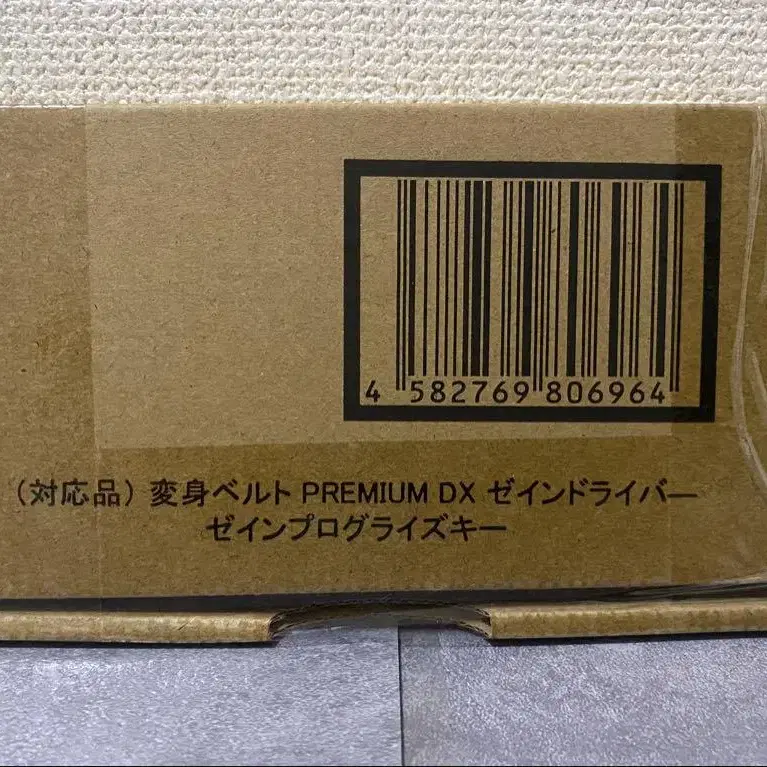 4 582769 806964
（対応品）変身ベルト PREMIUM DX ゼインドライバー
ゼインプログライズキー